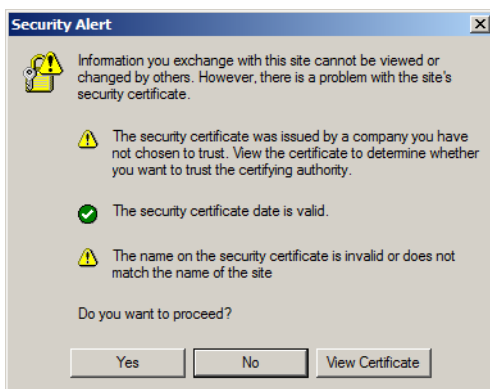 Security Alert
Information you exchange with this site cannot be viewed or
changed by others. However, there is a problem with the site's
security certificate.
The security certificate was issued by a company you have
not chosen to trust. View the certificate to determine whether
you want to trust the certifying authority.
The security certificate date is valid.
The name on the security certificate is invalid or does not
match the name of the site
Do you want to proceed?
Yes
No
View Certificate